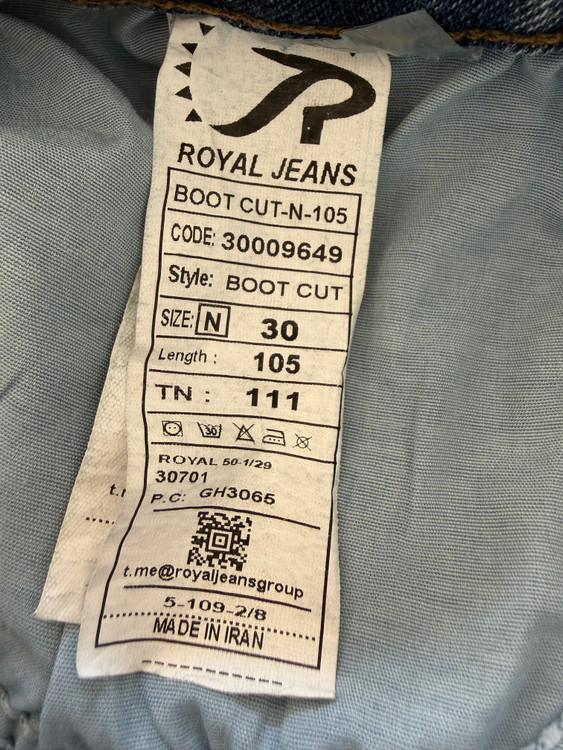 R
ROYAL JEANS
BOOT CUT-N-105
CODE: 30009649
Style: BOOT CUT
SIZE: N 30
Length : 105
TN : 111
30
ROYAL 50-1/29
30701
P.C: GH3065
t.me@royaljeansgroup
5-109-2/8
MADE IN IRAN